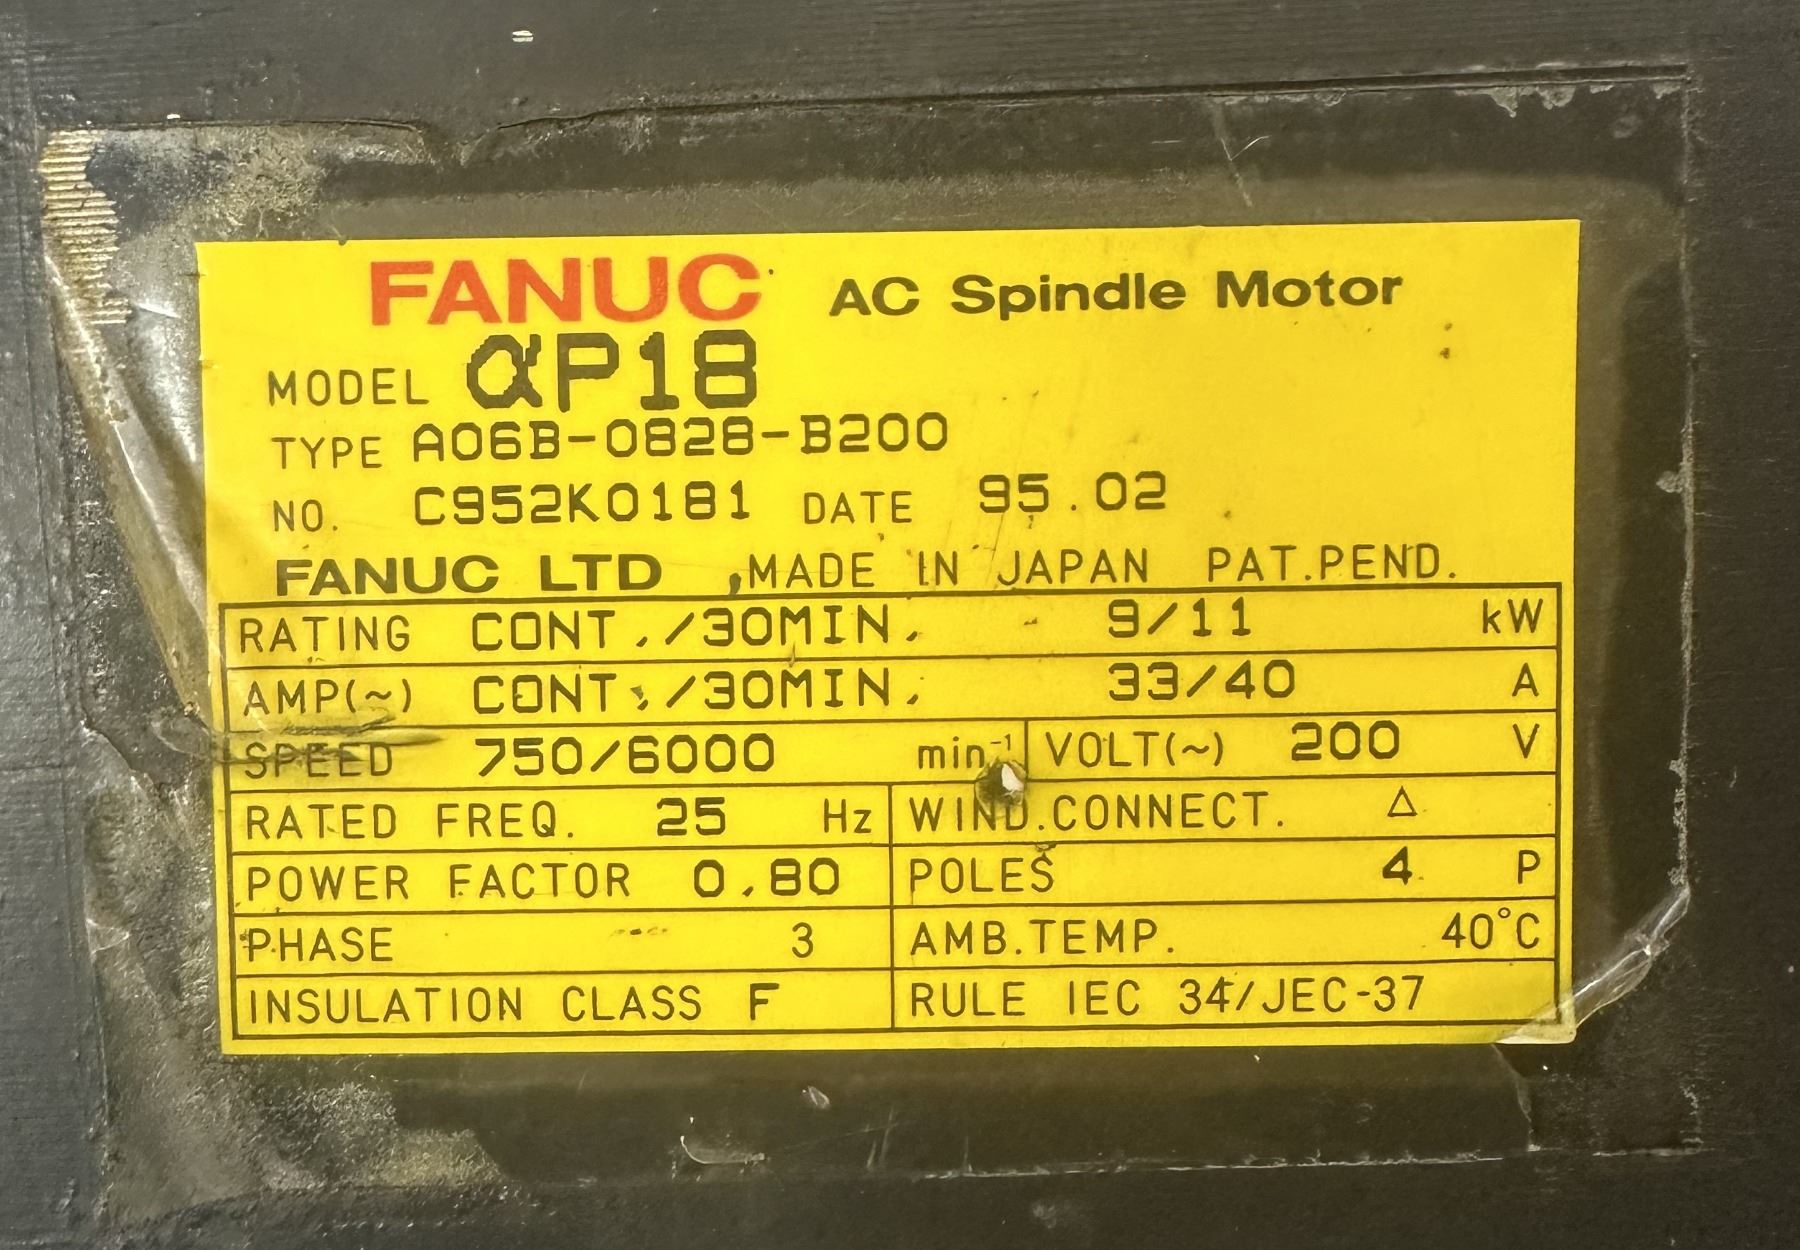 FANUC AC Spindle Motor
MODEL αP18
TYPE A06B-0828-B200
NO. C952K0181 DATE 95.02
FANUC LTD ,MADE IN JAPAN PAT.PEND.
RATING CONT./30MIN. 9/11 kW
AMP(~) CONT./30MIN. 33/40 A
SPEED 750/6000 min⁻¹ VOLT(~) 200 V
RATED FREQ. 25 Hz WIND.CONNECT. △
POWER FACTOR 0.80 POLES 4 P
PHASE 3 AMB.TEMP. 40°C
INSULATION CLASS F RULE IEC 34/JEC-37